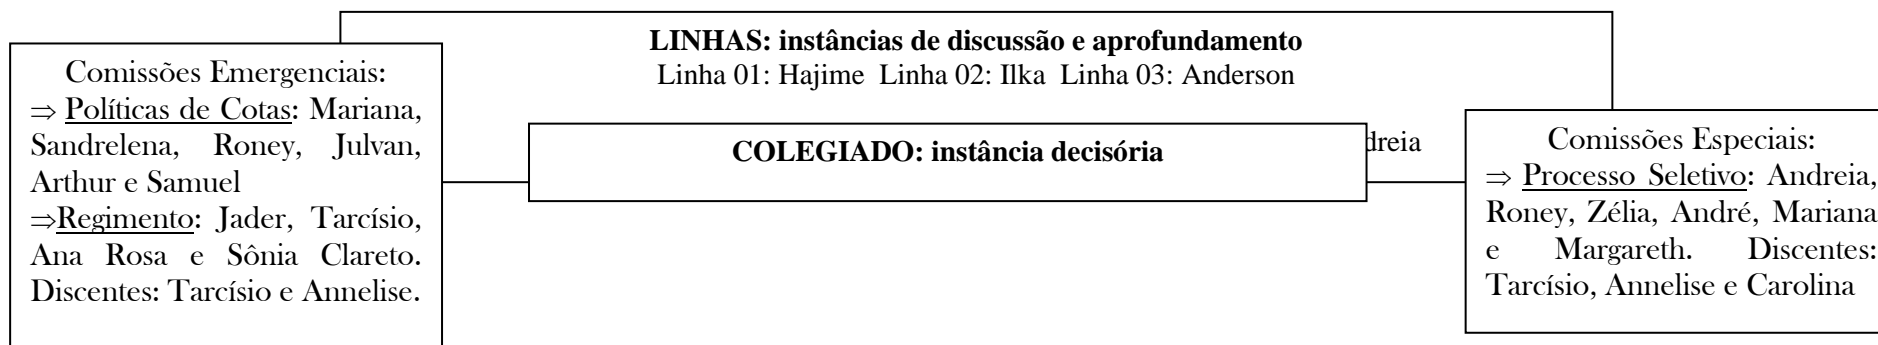 LINHAS: instâncias de discussão e aprofundamento
Linha 01: Hajime Linha 02: Ilka Linha 03: Anderson
Comissões Emergenciais:
⇒ Políticas de Cotas: Mariana,
Sandrelena, Roney, Julvan,
Arthur e Samuel
⇒Regimento: Jader, Tarcísio,
Ana Rosa e Sônia Clareto.
Discentes: Tarcísio e Annelise.
COLEGIADO: instância decisória
Comissões Especiais:
⇒ Processo Seletivo: Andreia,
Roney, Zélia, André, Mariana
e Margareth. Discentes:
Tarcísio, Annelise e Carolina